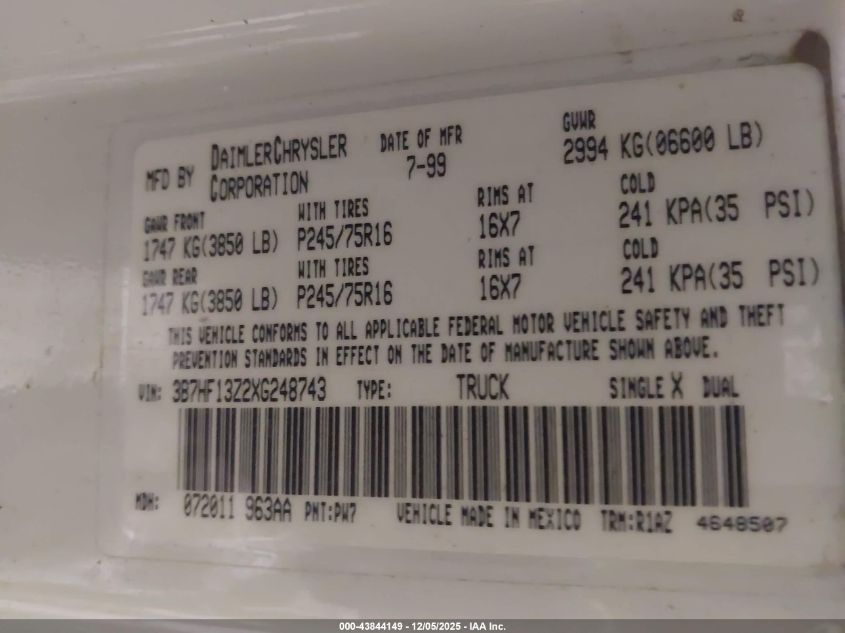 MFD BY DAIMLERCHRYSLER CORPORATION DATE OF MFR 7-99 GVWR 2994 KG(06600 LB)
GAWR FRONT WITH TIRES RIMS AT COLD
1747 KG(3850 LB) P245/75R16 16X7 241 KPA(35 PSI)
GAWR REAR WITH TIRES RIMS AT COLD
1747 KG(3850 LB) P245/75R16 16X7 241 KPA(35 PSI)
THIS VEHICLE CONFORMS TO ALL APPLICABLE FEDERAL MOTOR VEHICLE SAFETY AND THEFT
PREVENTION STANDARDS IN EFFECT ON THE DATE OF MANUFACTURE SHOWN ABOVE.
VIN: 3B7HF13Z2XG248743 TYPE: TRUCK SINGLE X DUAL
MDH: 072011 963AA PNT:PW7 VEHICLE MADE IN MEXICO TRM:R1AZ 4648507
000-43844149 - 12/05/2025 - IAA Inc.